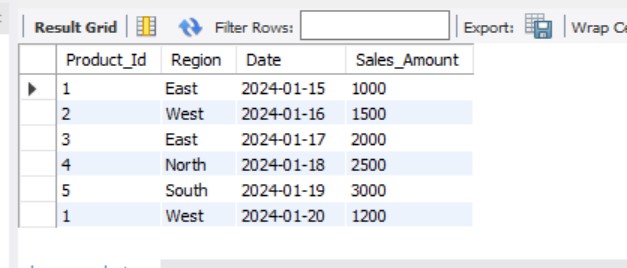 Result Grid Filter Rows: Export: Wrap Ce
Product_Id Region Date Sales_Amount
1 East 2024-01-15 1000
2 West 2024-01-16 1500
3 East 2024-01-17 2000
4 North 2024-01-18 2500
5 South 2024-01-19 3000
1 West 2024-01-20 1200